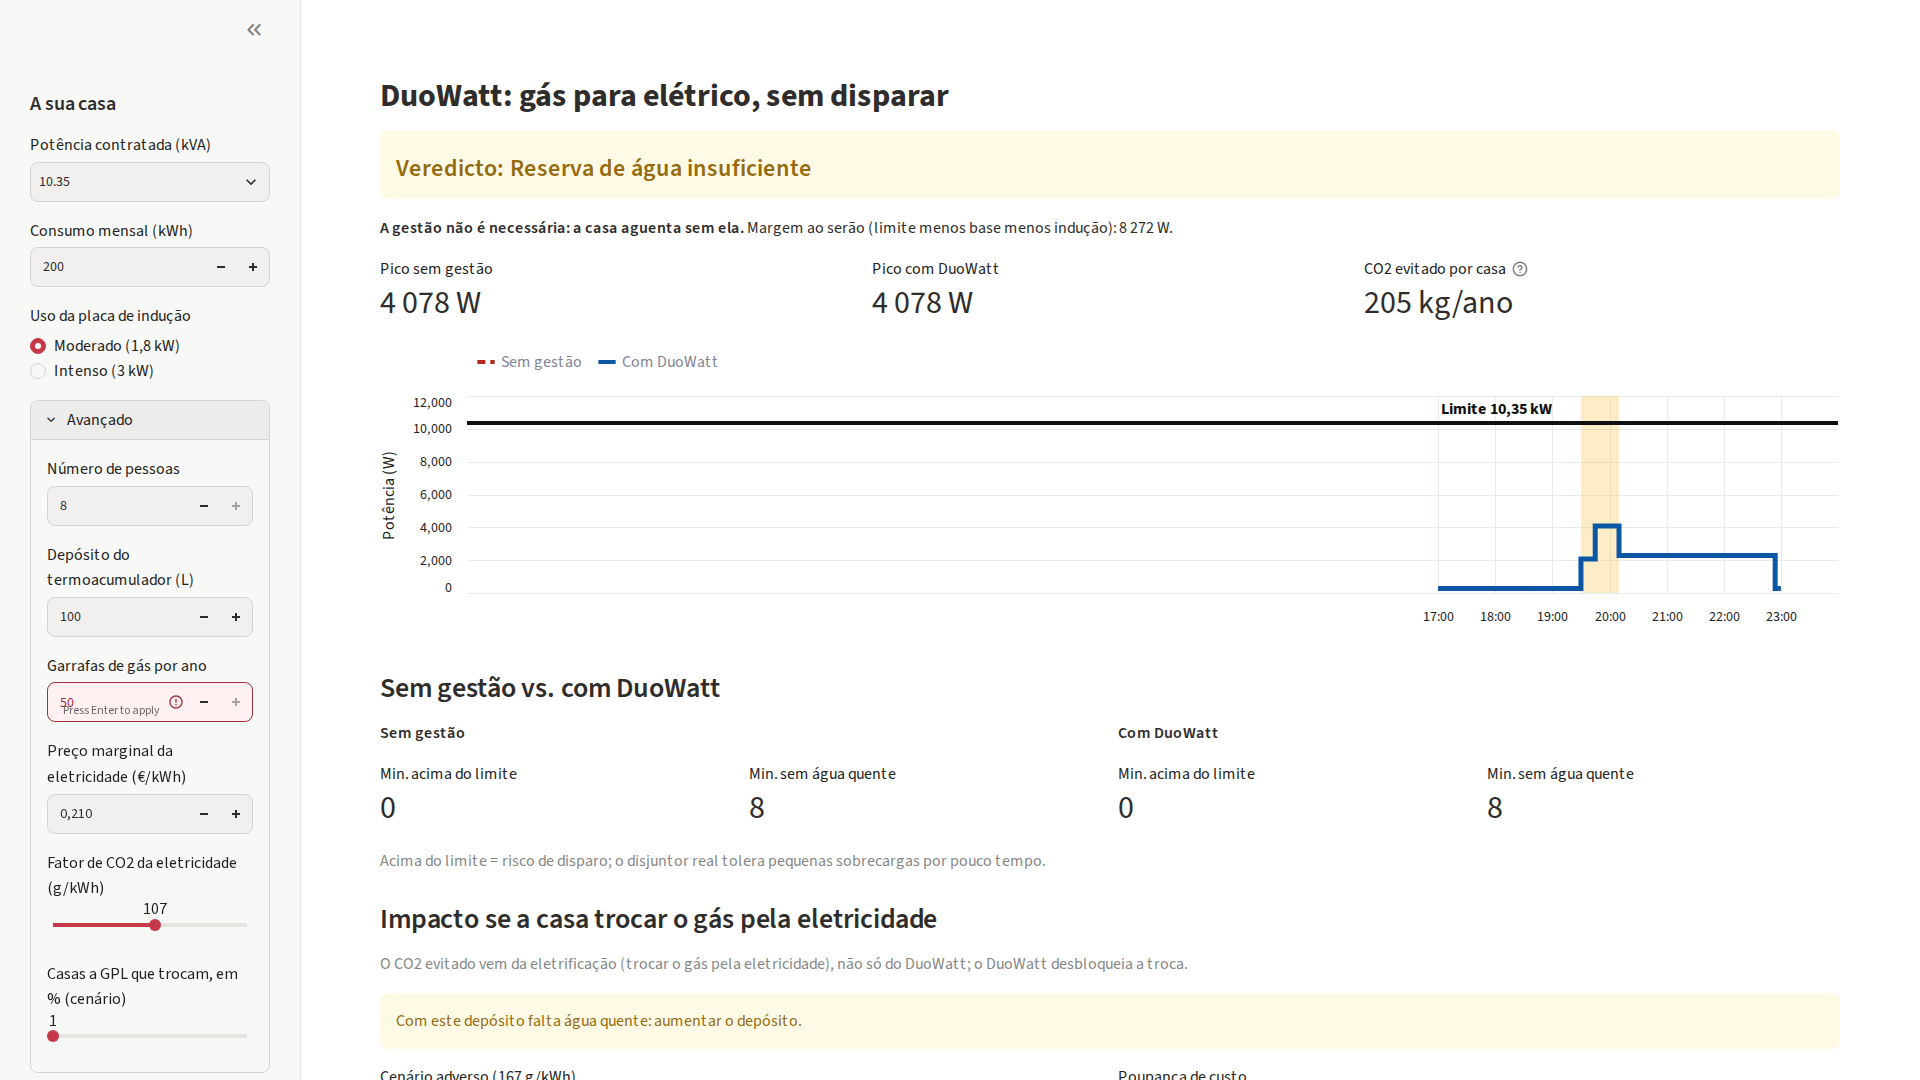 A sua casa
Potência contratada (kVA)
10.35
Consumo mensal (kWh)
200
Uso da placa de indução
Moderado (1,8 kW)
Intenso (3 kW)
Avançado
Número de pessoas
8
Depósito do
termoacumulador (L)
100
Garrafas de gás por ano
50
Press Enter to apply
Preço marginal da
eletricidade (€/kWh)
0,210
Fator de CO2 da eletricidade
(g/kWh)
107
Casas a GPL que trocam, em
% (cenário)
1
DuoWatt: gás para elétrico, sem disparar
Veredicto: Reserva de água insuficiente
A gestão não é necessária: a casa aguenta sem ela. Margem ao serão (limite menos base menos indução): 8 272 W.
Pico sem gestão
4 078 W
Pico com DuoWatt
4 078 W
CO2 evitado por casa
205 kg/ano
Sem gestão Com DuoWatt
Limite 10,35 kW
Potência (W)
12,000
10,000
8,000
6,000
4,000
2,000
0
17:00 18:00 19:00 20:00 21:00 22:00 23:00
Sem gestão vs. com DuoWatt
Sem gestão
Min. acima do limite
0
Min. sem água quente
8
Com DuoWatt
Min. acima do limite
0
Min. sem água quente
8
Acima do limite = risco de disparo; o disjuntor real tolera pequenas sobrecargas por pouco tempo.
Impacto se a casa trocar o gás pela eletricidade
O CO2 evitado vem da eletrificação (trocar o gás pela eletricidade), não só do DuoWatt; o DuoWatt desbloqueia a troca.
Com este depósito falta água quente: aumentar o depósito.
Cenário adverso (167 g/kWh)
Poupança de custo